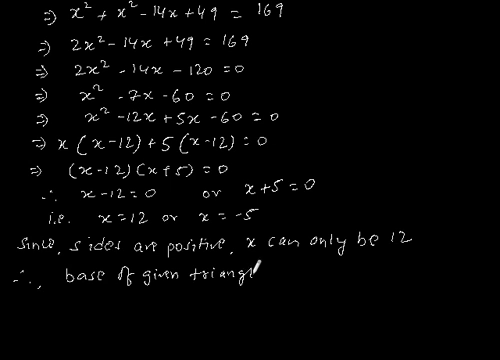 => x² + x² - 14x + 49 = 169
=> 2x² - 14x + 49 = 169
=> 2x² - 14x - 120 = 0
=> x² - 7x - 60 = 0
=> x² - 12x + 5x - 60 = 0
=> x (x - 12) + 5 (x - 12) = 0
=> (x - 12) (x + 5) = 0
∴ x - 12 = 0 or x + 5 = 0
i.e. x = 12 or x = -5
Since, sides are positive, x can only be 12
∴, base of given triangl